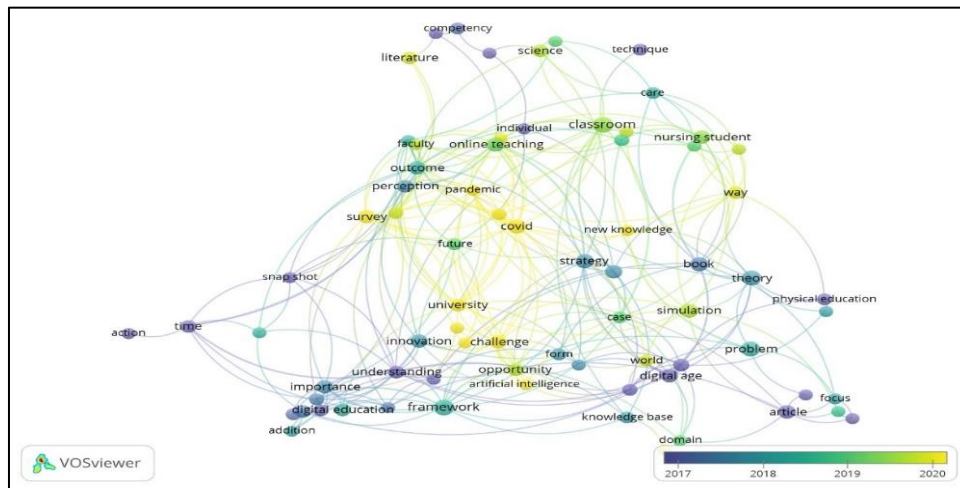 competency
science
technique
literature
care
individual
classroom
faculty
online teaching
nursing student
outcome
perception
pandemic
way
survey
covid
new knowledge
future
strategy
book
theory
snap shot
physical education
university
simulation
case
action
time
innovation
challenge
form
problem
understanding
opportunity
world
digital age
artificial intelligence
importance
focus
digital education
framework
knowledge base
article
addition
domain
VOSviewer
2017 2018 2019 2020